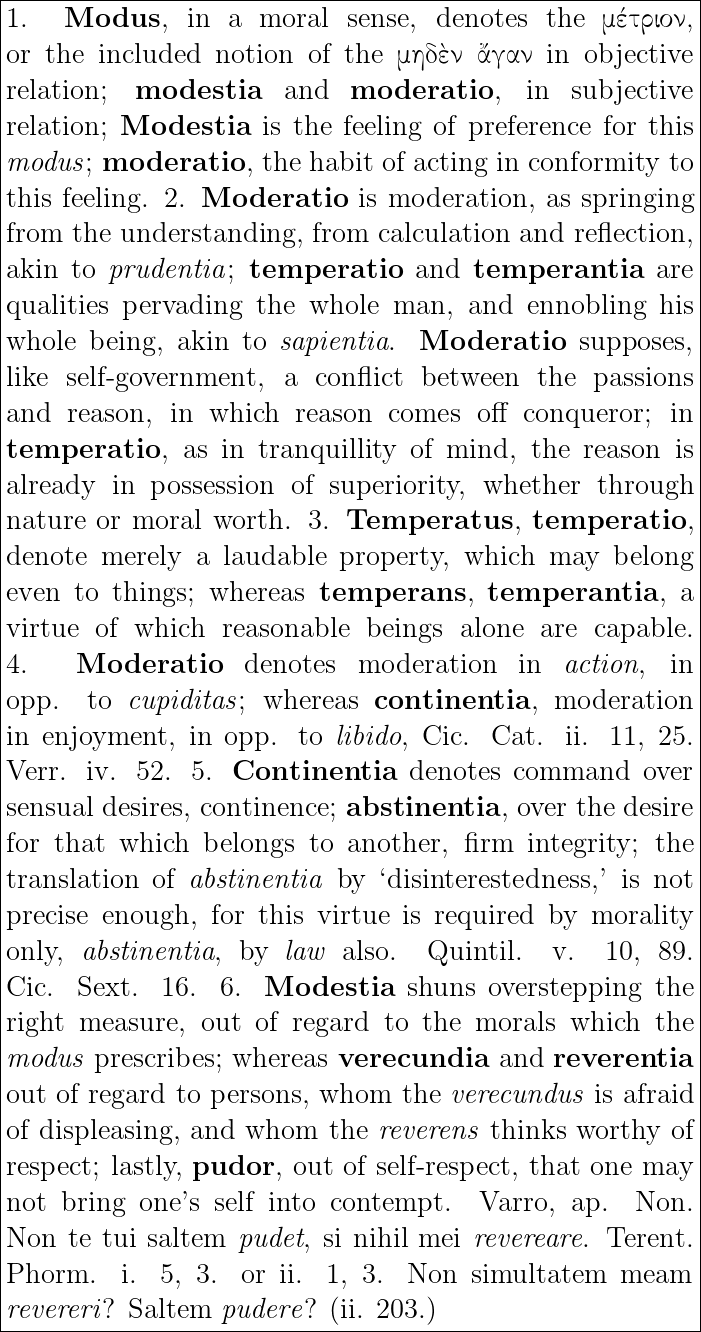 1. Modus, in a moral sense, denotes the μέτριον,
or the included notion of the μηδὲν ἄγαν in objective
relation; modestia and moderatio, in subjective
relation; Modestia is the feeling of preference for this
modus; moderatio, the habit of acting in conformity to
this feeling. 2. Moderatio is moderation, as springing
from the understanding, from calculation and reflection,
akin to prudentia; temperatio and temperantia are
qualities pervading the whole man, and ennobling his
whole being, akin to sapientia. Moderatio supposes,
like self-government, a conflict between the passions
and reason, in which reason comes off conqueror; in
temperatio, as in tranquillity of mind, the reason is
already in possession of superiority, whether through
nature or moral worth. 3. Temperatus, temperatio,
denote merely a laudable property, which may belong
even to things; whereas temperans, temperantia, a
virtue of which reasonable beings alone are capable.
4. Moderatio denotes moderation in action, in
opp. to cupiditas; whereas continentia, moderation
in enjoyment, in opp. to libido, Cic. Cat. ii. 11, 25.
Verr. iv. 52. 5. Continentia denotes command over
sensual desires, continence; abstinentia, over the desire
for that which belongs to another, firm integrity; the
translation of abstinentia by ‘disinterestedness,’ is not
precise enough, for this virtue is required by morality
only, abstinentia, by law also. Quintil. v. 10, 89.
Cic. Sext. 16. 6. Modestia shuns overstepping the
right measure, out of regard to the morals which the
modus prescribes; whereas verecundia and reverentia
out of regard to persons, whom the verecundus is afraid
of displeasing, and whom the reverens thinks worthy of
respect; lastly, pudor, out of self-respect, that one may
not bring one’s self into contempt. Varro, ap. Non.
Non te tui saltem pudet, si nihil mei revereare. Terent.
Phorm. i. 5, 3. or ii. 1, 3. Non simultatem meam
revereri? Saltem pudere? (ii. 203.)